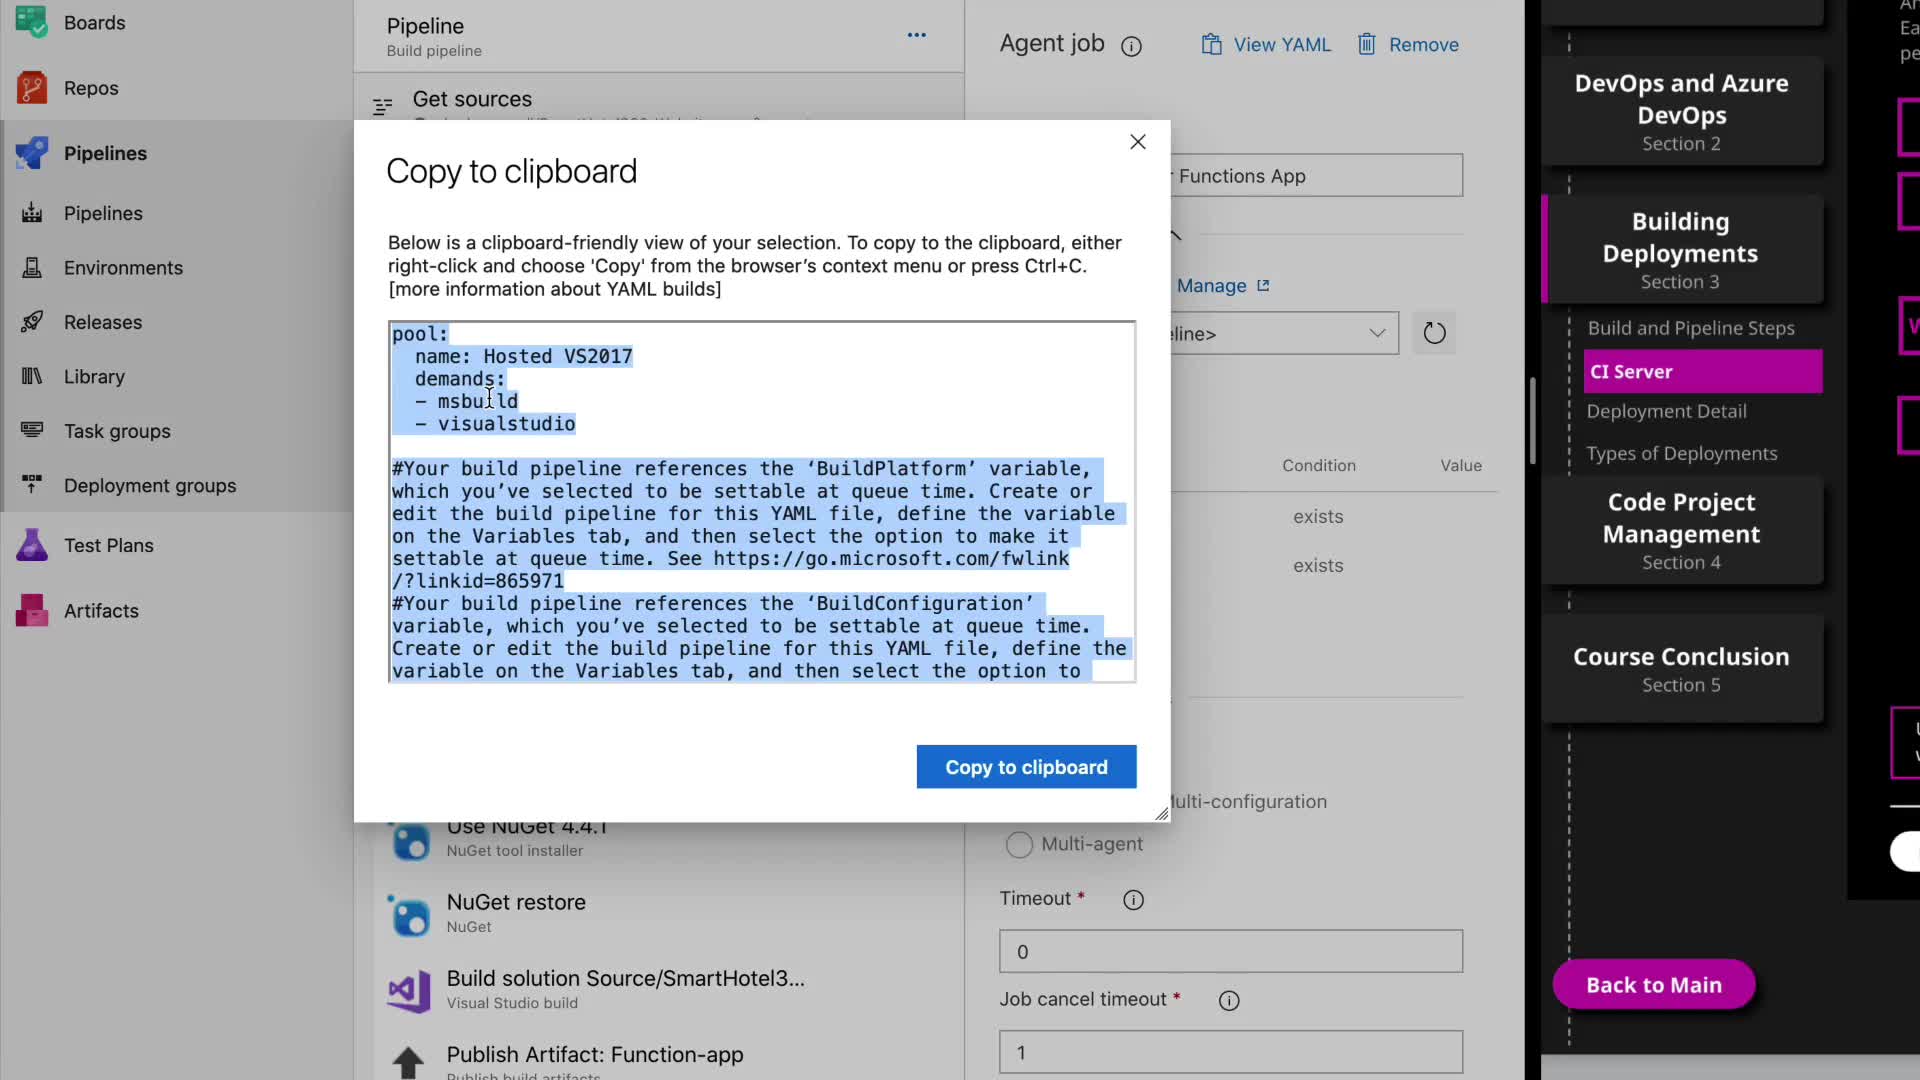 Boards
Repos
Pipelines
Pipelines
Environments
Releases
Library
Task groups
Deployment groups
Test Plans
Artifacts
Pipeline
Build pipeline
Get sources
Agent job
View YAML
Remove
Functions App
Manage
Condition
Value
exists
exists
Copy to clipboard
Below is a clipboard-friendly view of your selection. To copy to the clipboard, either
right-click and choose 'Copy' from the browser’s context menu or press Ctrl+C.
[more information about YAML builds]
pool:
name: Hosted VS2017
demands:
- msbuild
- visualstudio
#Your build pipeline references the ‘BuildPlatform’ variable,
which you’ve selected to be settable at queue time. Create or
edit the build pipeline for this YAML file, define the variable
on the Variables tab, and then select the option to make it
settable at queue time. See https://go.microsoft.com/fwlink
/?linkid=865971
#Your build pipeline references the ‘BuildConfiguration’
variable, which you’ve selected to be settable at queue time.
Create or edit the build pipeline for this YAML file, define the
variable on the Variables tab, and then select the option to
Copy to clipboard
Use NuGet 4.4.1
NuGet tool installer
NuGet restore
NuGet
Build solution Source/SmartHotel3...
Visual Studio build
Publish Artifact: Function-app
Publish build artifacts
Multi-configuration
Multi-agent
Timeout *
0
Job cancel timeout *
1
DevOps and Azure
DevOps
Section 2
Building
Deployments
Section 3
Build and Pipeline Steps
CI Server
Deployment Detail
Types of Deployments
Code Project
Management
Section 4
Course Conclusion
Section 5
Back to Main